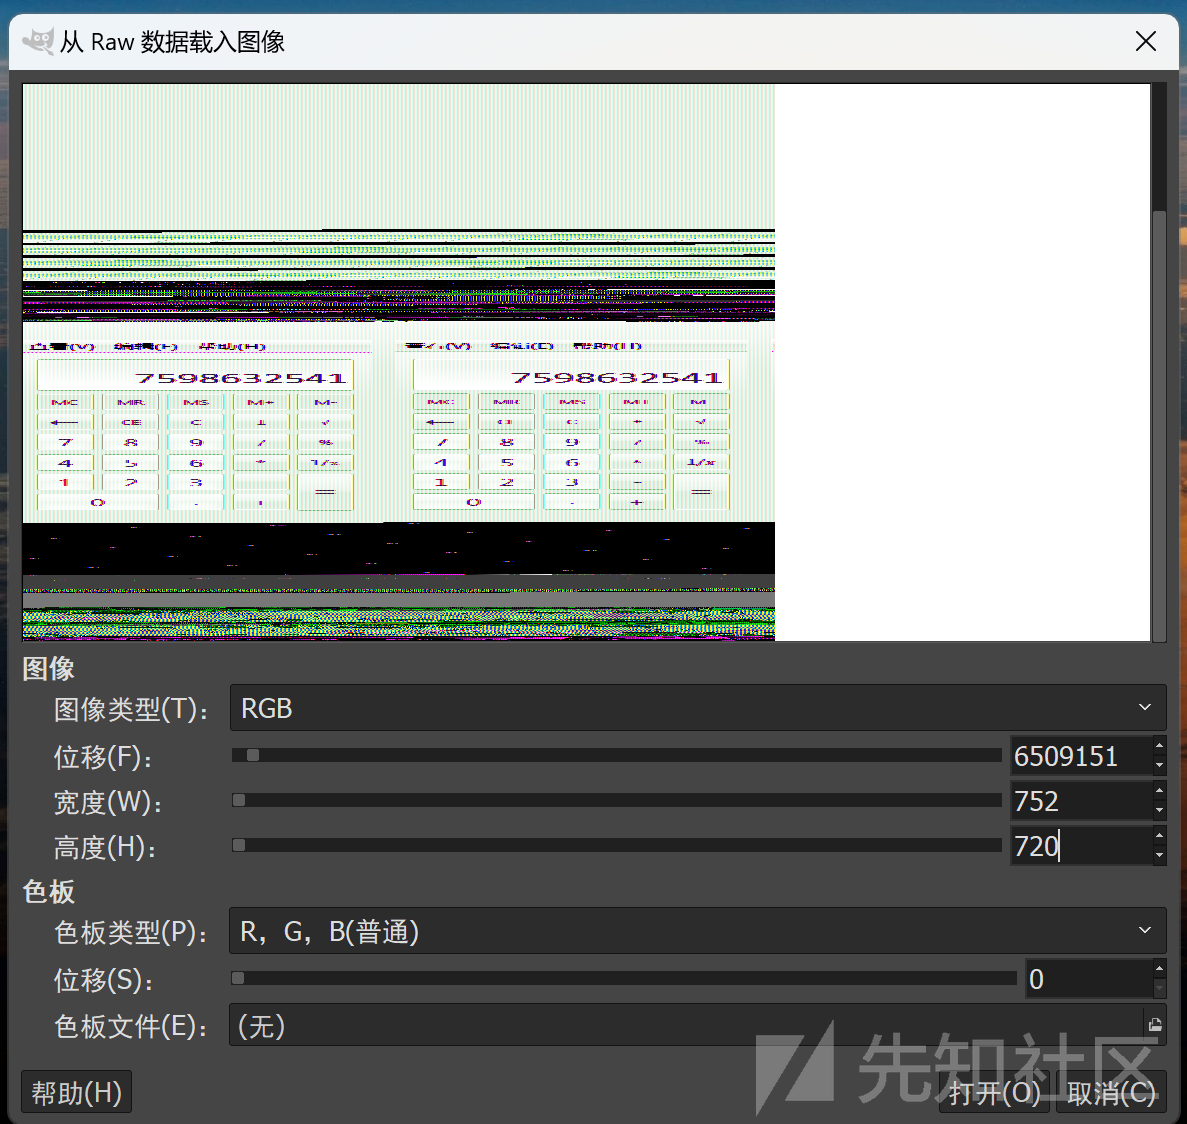 从 Raw 数据载入图像
查看(V) 编辑(E) 帮助(H) 查看(V) 编辑(E) 帮助(H)
7598632541 7598632541
MC MR MS M+ M- MC MR MS M
← CE C √ ← C √
7 8 9 / % 7 8 9 / %
4 5 6 * 1/x 4 5 6 * 1/x
1 2 3 = 1 2 3 - =
0 . 0 . +
图像
图像类型(T)： RGB
位移(F)： 6509151
宽度(W)： 752
高度(H)： 720
色板
色板类型(P)： R，G，B(普通)
位移(S)： 0
色板文件(E)： (无)
先知社区
帮助(H) 打开(O) 取消(C)